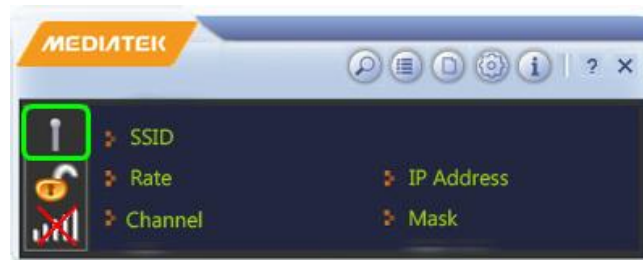 MEDIATEK
i ? ×
SSID
Rate IP Address
Channel Mask